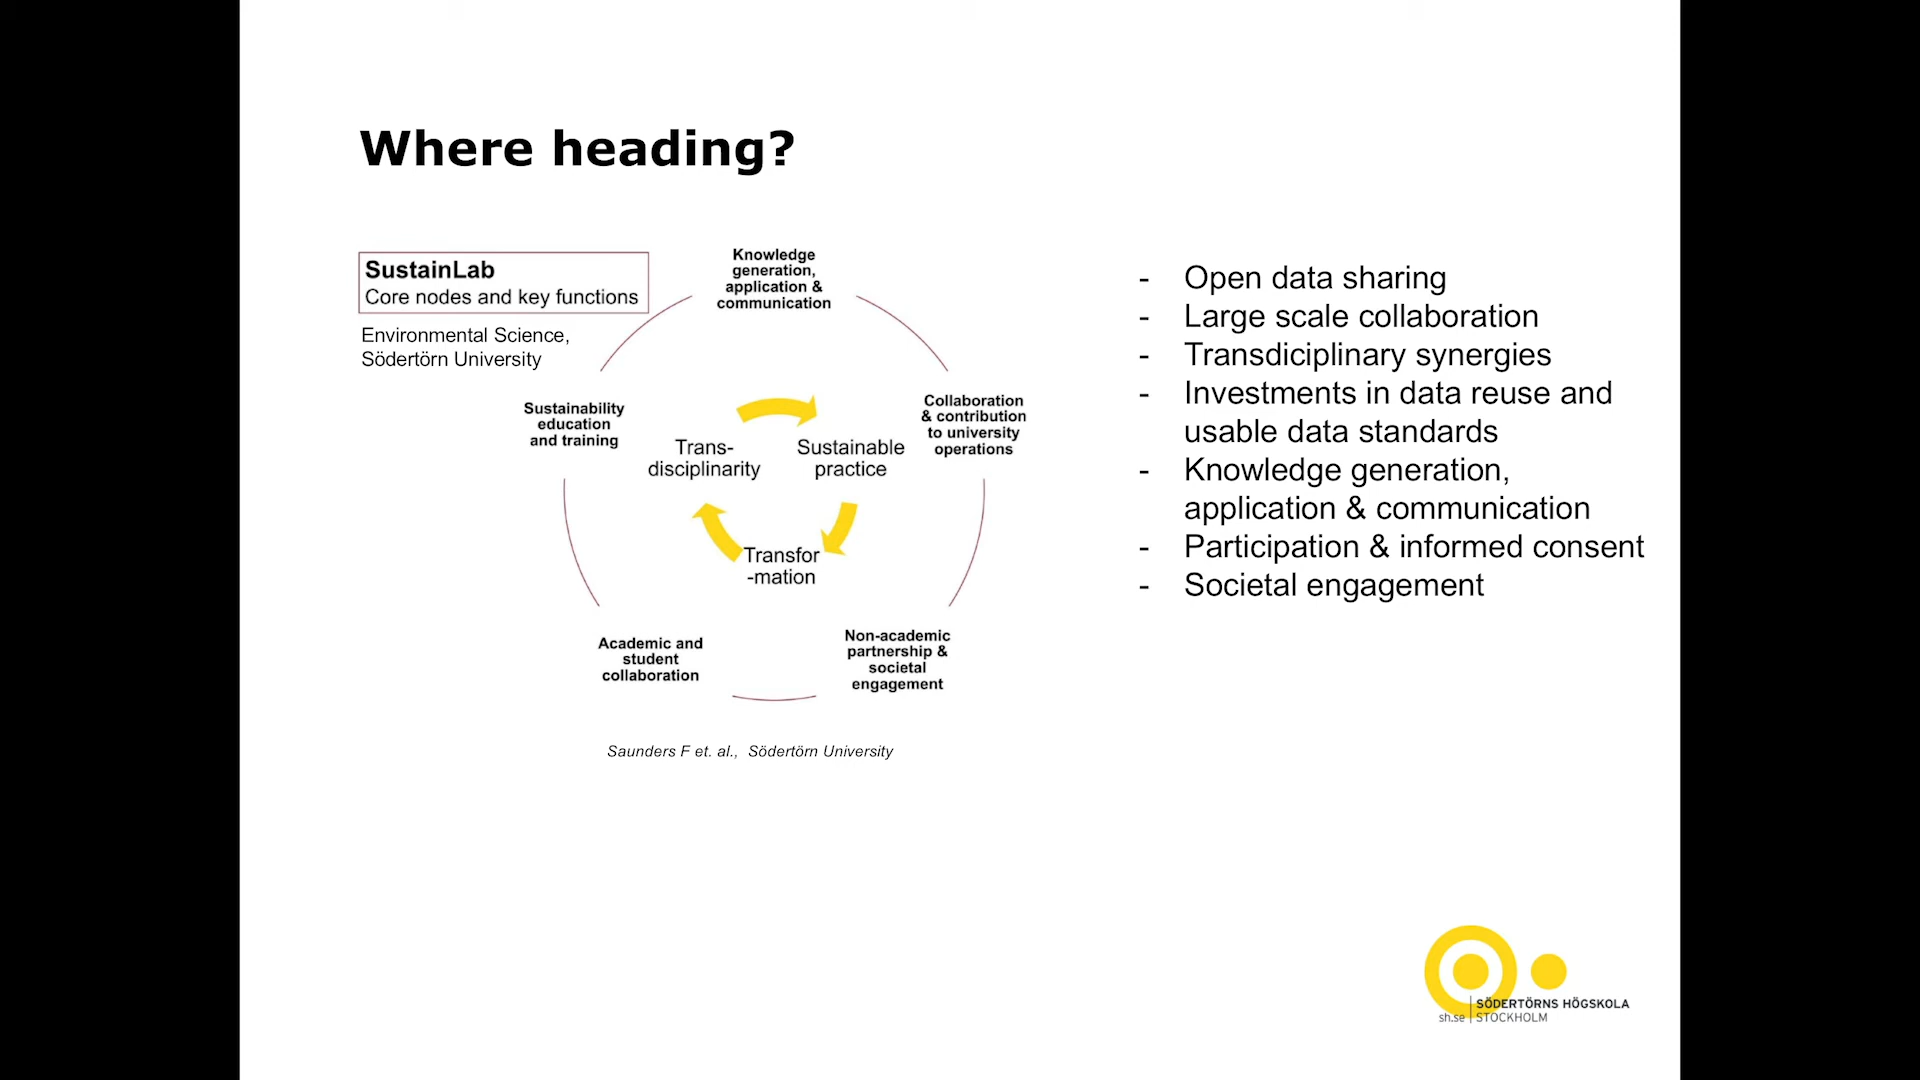 Where heading?
SustainLab
Core nodes and key functions
Environmental Science,
Södertörn University
Knowledge
generation,
application &
communication
Sustainability
education
and training
Collaboration
& contribution
to university
operations
Trans-
disciplinarity
Sustainable
practice
Transfor
-mation
Academic and
student
collaboration
Non-academic
partnership &
societal
engagement
Saunders F et. al., Södertörn University
- Open data sharing
- Large scale collaboration
- Transdiciplinary synergies
- Investments in data reuse and
usable data standards
- Knowledge generation,
application & communication
- Participation & informed consent
- Societal engagement
SÖDERTÖRNS HÖGSKOLA
sh.se STOCKHOLM